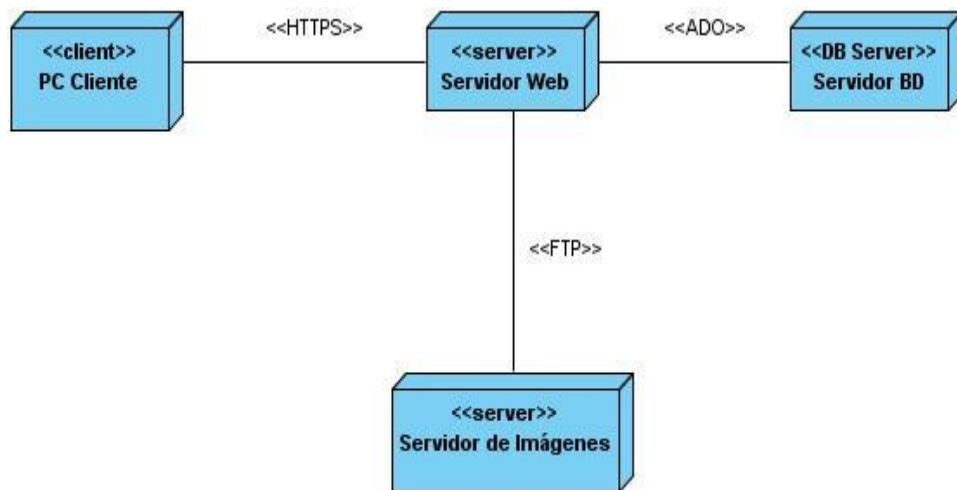 <<client>>
PC Cliente
<<HTTPS>>
<<server>>
Servidor Web
<<ADO>>
<<DB Server>>
Servidor BD
<<FTP>>
<<server>>
Servidor de Imágenes